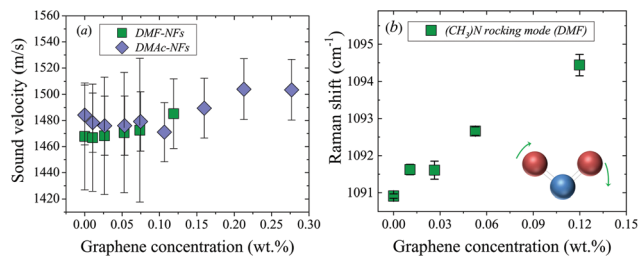 (a)
DMF-NFs
DMAc-NFs
Sound velocity (m/s)
1560
1540
1520
1500
1480
1460
1440
1420
0.00 0.05 0.10 0.15 0.20 0.25 0.30
Graphene concentration (wt.%)
(b)
(CH3)N rocking mode (DMF)
Raman shift (cm-1)
1095
1094
1093
1092
1091
0.00 0.03 0.06 0.09 0.12 0.15
Graphene concentration (wt.%)